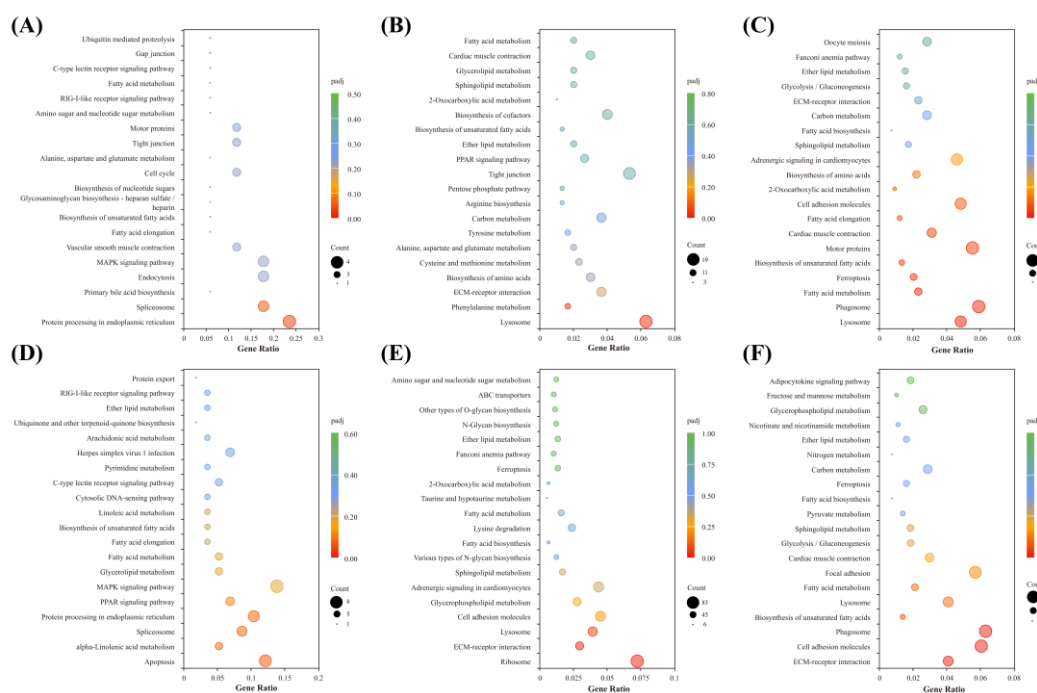 (A)
Ubiquitin mediated proteolysis
Gap junction
C-type lectin receptor signaling pathway
Fatty acid metabolism
RIG-I-like receptor signaling pathway
Amino sugar and nucleotide sugar metabolism
Motor proteins
Tight junction
Alanine, aspartate and glutamate metabolism
Cell cycle
Biosynthesis of nucleotide sugars
Glycosaminoglycan biosynthesis - heparan sulfate /
heparin
Biosynthesis of unsaturated fatty acids
Fatty acid elongation
Vascular smooth muscle contraction
MAPK signaling pathway
Endocytosis
Primary bile acid biosynthesis
Spliceosome
Protein processing in endoplasmic reticulum
0 0.05 0.1 0.15 0.2 0.25 0.3
Gene Ratio
padj
0.50
0.40
0.30
0.20
0.10
0.00
Count
4
3
1
(B)
Fatty acid metabolism
Cardiac muscle contraction
Glycerolipid metabolism
Sphingolipid metabolism
2-Oxocarboxylic acid metabolism
Biosynthesis of cofactors
Biosynthesis of unsaturated fatty acids
Ether lipid metabolism
PPAR signaling pathway
Tight junction
Pentose phosphate pathway
Arginine biosynthesis
Carbon metabolism
Tyrosine metabolism
Alanine, aspartate and glutamate metabolism
Cysteine and methionine metabolism
Biosynthesis of amino acids
ECM-receptor interaction
Phenylalanine metabolism
Lysosome
0 0.02 0.04 0.06 0.08
Gene Ratio
padj
0.80
0.60
0.40
0.20
0.00
Count
19
11
3
(C)
Oocyte meiosis
Fanconi anemia pathway
Ether lipid metabolism
Glycolysis / Gluconeogenesis
ECM-receptor interaction
Carbon metabolism
Fatty acid biosynthesis
Sphingolipid metabolism
Adrenergic signaling in cardiomyocytes
Biosynthesis of amino acids
2-Oxocarboxylic acid metabolism
Cell adhesion molecules
Fatty acid elongation
Cardiac muscle contraction
Motor proteins
Biosynthesis of unsaturated fatty acids
Ferroptosis
Fatty acid metabolism
Phagosome
Lysosome
0 0.02 0.04 0.06 0.08
Gene Ratio
(D)
Protein export
RIG-I-like receptor signaling pathway
Ether lipid metabolism
Ubiquinone and other terpenoid-quinone biosynthesis
Arachidonic acid metabolism
Herpes simplex virus 1 infection
Pyrimidine metabolism
C-type lectin receptor signaling pathway
Cytosolic DNA-sensing pathway
Linoleic acid metabolism
Biosynthesis of unsaturated fatty acids
Fatty acid elongation
Fatty acid metabolism
Glycerolipid metabolism
MAPK signaling pathway
PPAR signaling pathway
Protein processing in endoplasmic reticulum
Spliceosome
alpha-Linolenic acid metabolism
Apoptosis
0 0.05 0.1 0.15 0.2
Gene Ratio
padj
0.60
0.40
0.20
0.00
Count
1
(E)
Amino sugar and nucleotide sugar metabolism
ABC transporters
Other types of O-glycan biosynthesis
N-Glycan biosynthesis
Ether lipid metabolism
Fanconi anemia pathway
Ferroptosis
2-Oxocarboxylic acid metabolism
Taurine and hypotaurine metabolism
Fatty acid metabolism
Lysine degradation
Fatty acid biosynthesis
Various types of N-glycan biosynthesis
Sphingolipid metabolism
Adrenergic signaling in cardiomyocytes
Glycerophospholipid metabolism
Cell adhesion molecules
Lysosome
ECM-receptor interaction
Ribosome
0 0.025 0.05 0.075 0.1
Gene Ratio
padj
1.00
0.75
0.50
0.25
0.00
Count
83
45
6
(F)
Adipocytokine signaling pathway
Fructose and mannose metabolism
Glycerophospholipid metabolism
Nicotinate and nicotinamide metabolism
Ether lipid metabolism
Nitrogen metabolism
Carbon metabolism
Ferroptosis
Fatty acid biosynthesis
Pyruvate metabolism
Sphingolipid metabolism
Glycolysis / Gluconeogenesis
Cardiac muscle contraction
Focal adhesion
Fatty acid metabolism
Lysosome
Biosynthesis of unsaturated fatty acids
Phagosome
Cell adhesion molecules
ECM-receptor interaction
0 0.02 0.04 0.06 0.08
Gene Ratio